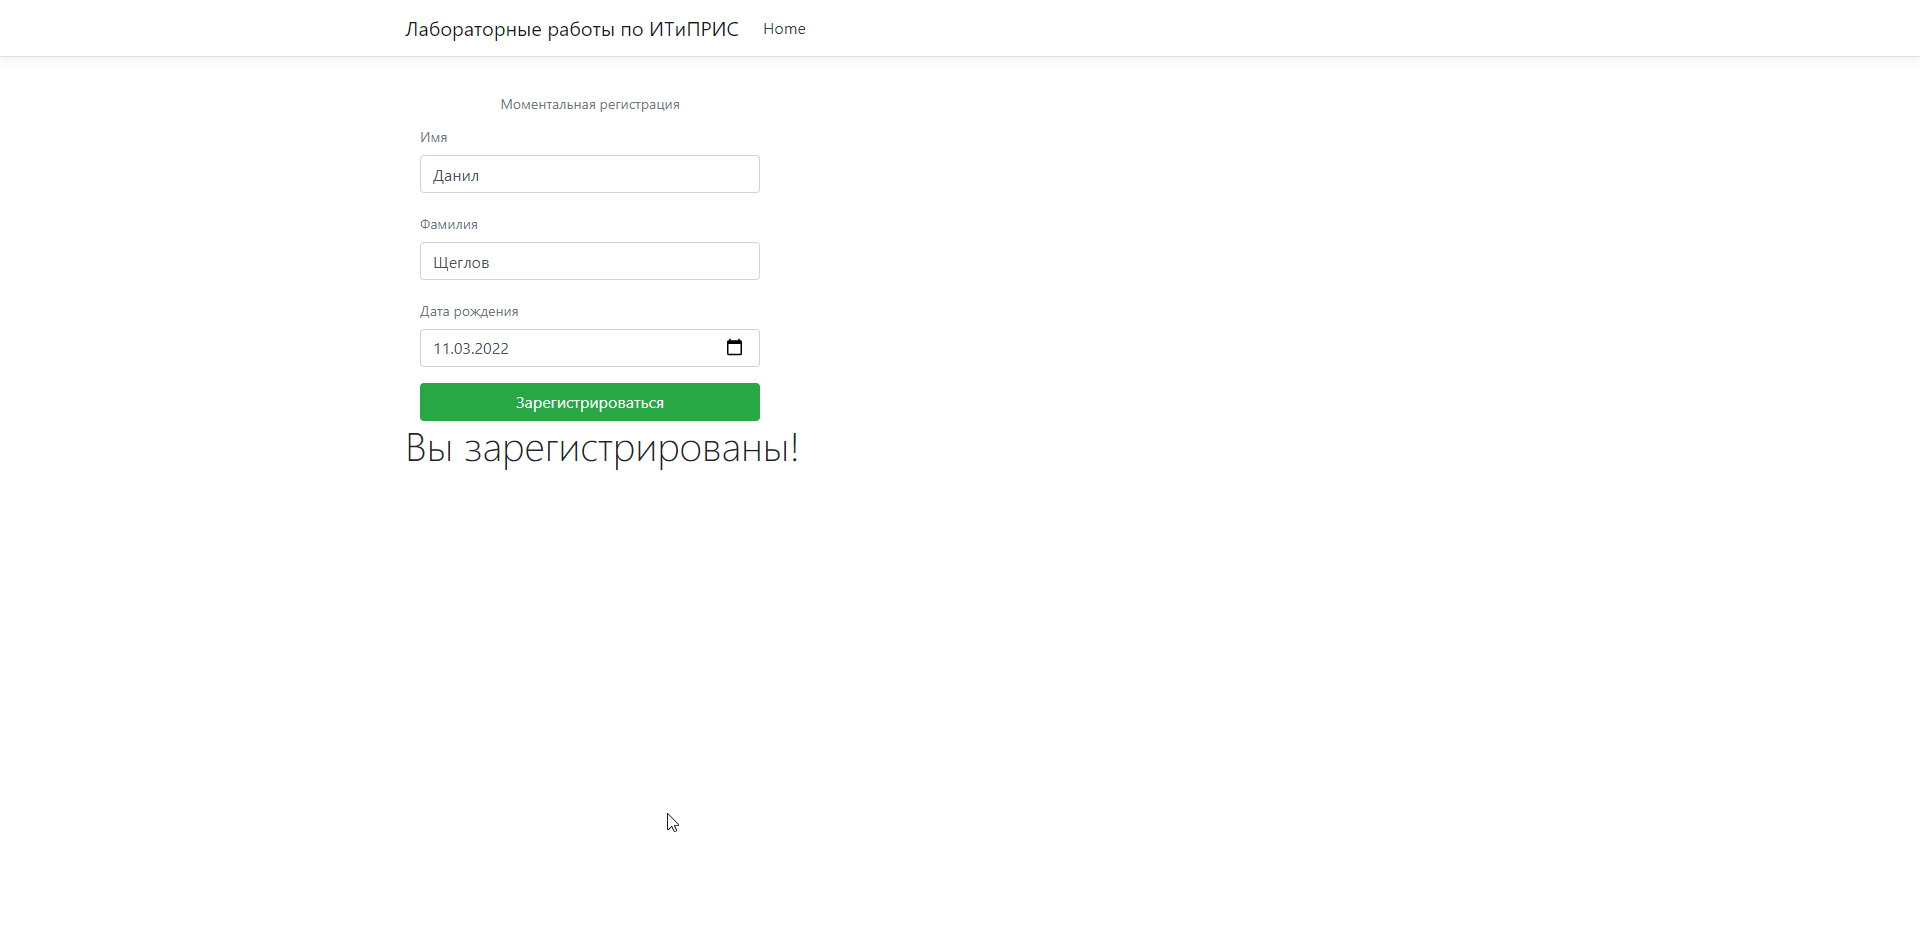 Лабораторные работы по ИТиПРИС Home
Моментальная регистрация
Имя
Данил
Фамилия
Щеглов
Дата рождения
11.03.2022
Зарегистрироваться
Вы зарегистрированы!